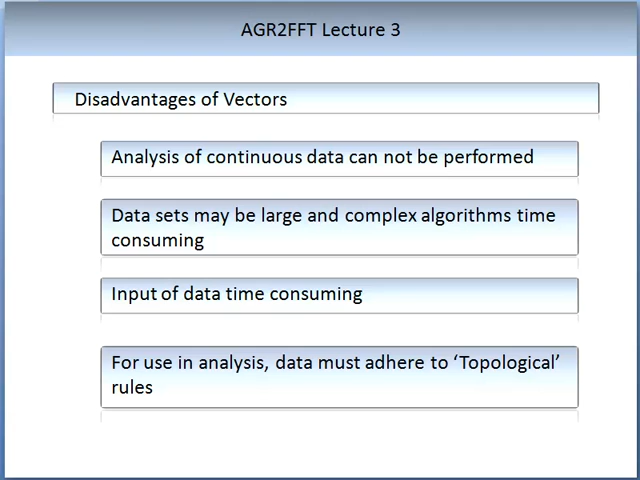 AGR2FFT Lecture 3
Disadvantages of Vectors
Analysis of continuous data can not be performed
Data sets may be large and complex algorithms time
consuming
Input of data time consuming
For use in analysis, data must adhere to ‘Topological’
rules